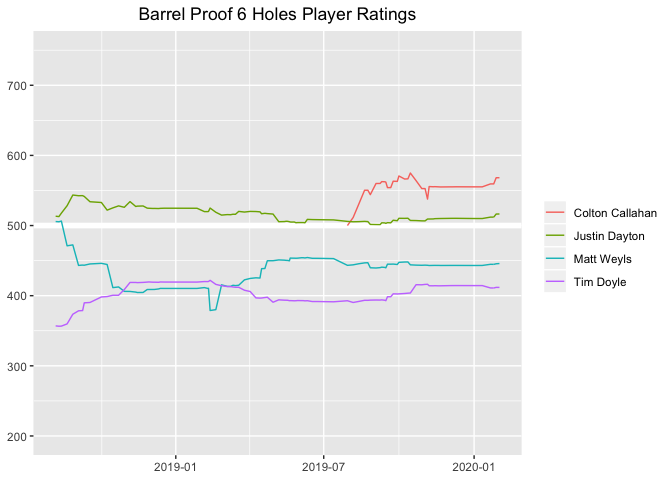 Barrel Proof 6 Holes Player Ratings
700
600
500
400
300
200
2019-01
2019-07
2020-01
Colton Callahan
Justin Dayton
Matt Weyls
Tim Doyle